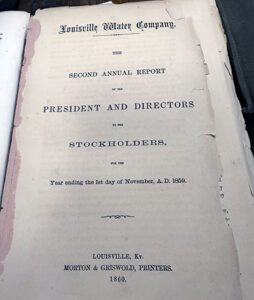 Louisville Water Company.
THE
SECOND ANNUAL REPORT
OF THE
PRESIDENT AND DIRECTORS
TO THE
STOCKHOLDERS,
FOR THE
Year ending the 1st day of November, A. D. 1859.
LOUISVILLE, KY.
MORTON & GRISWOLD, PRINTERS.
1860.